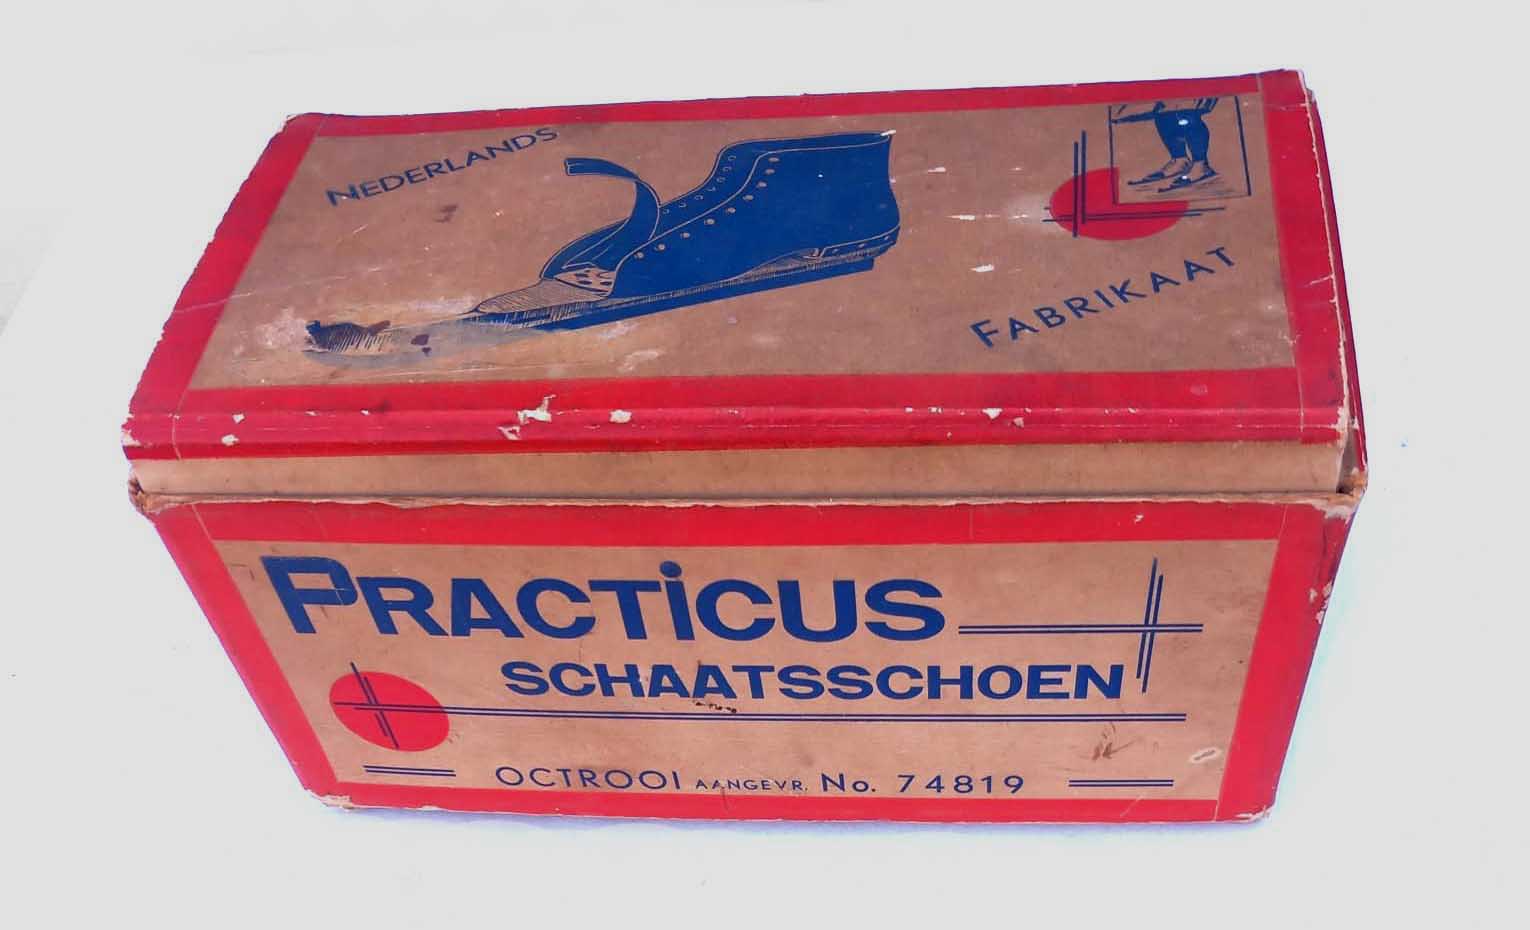 NEDERLANDS
FABRIKAAT
PRACTiCUS
SCHAATSSCHOEN
OCTROOI AANGEVR. No. 74819